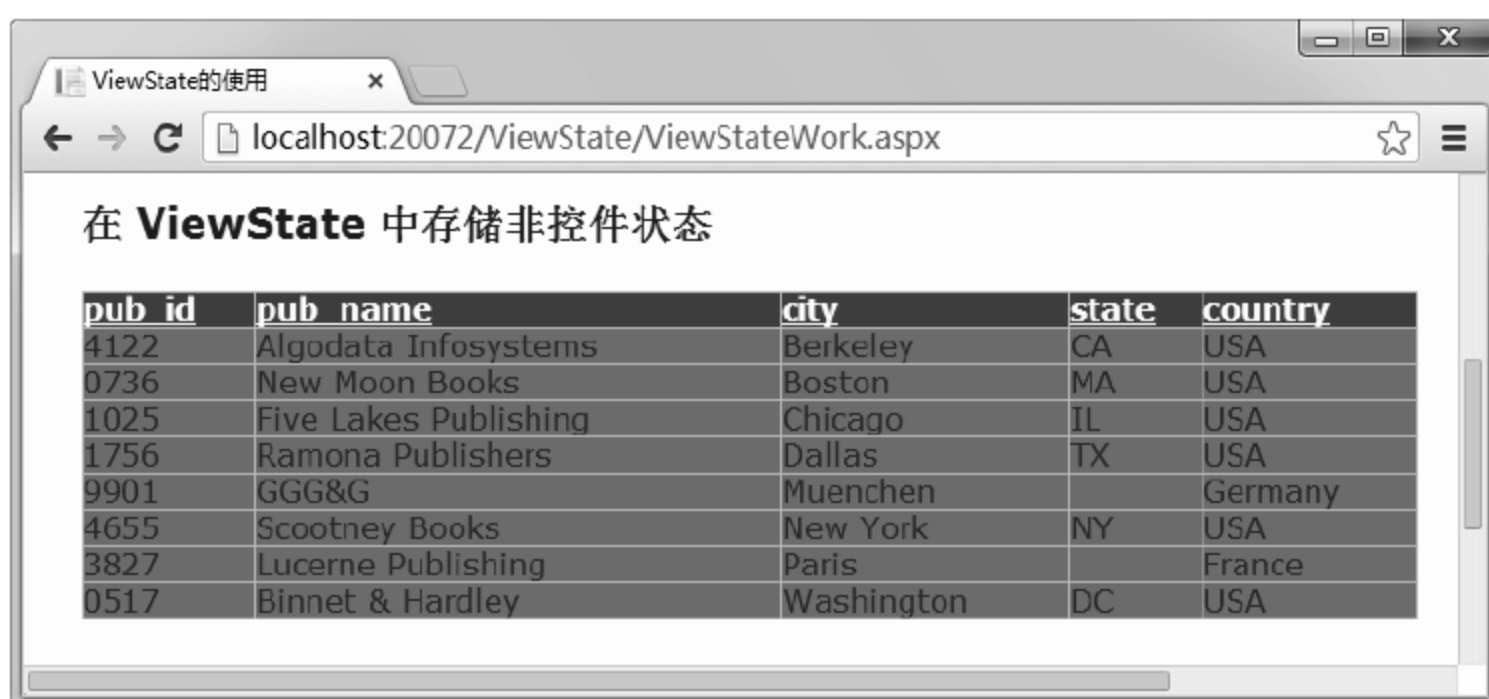 ViewState的使用
localhost:20072/ViewState/ViewStateWork.aspx
在 ViewState 中存储非控件状态
pub_id pub_name city state country
4122 Algodata Infosystems Berkeley CA USA
0736 New Moon Books Boston MA USA
1025 Five Lakes Publishing Chicago IL USA
1756 Ramona Publishers Dallas TX USA
9901 GGG&G Muenchen Germany
4655 Scootney Books New York NY USA
3827 Lucerne Publishing Paris France
0517 Binnet & Hardley Washington DC USA